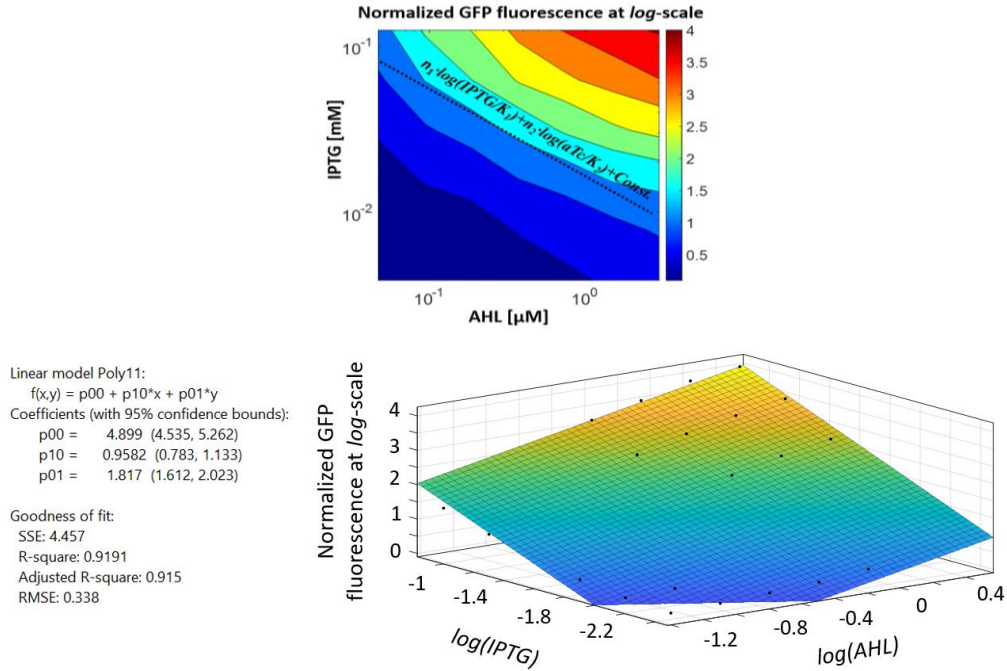 Normalized GFP fluorescence at log-scale
4
3.5
3
2.5
2
1.5
1
0.5
10⁻¹
10⁻²
IPTG [mM]
n₁·log(IPTG/K₁)+n₂·log(aTc/K₂)+Const.
10⁻¹
10⁰
AHL [µM]
Linear model Poly11:
f(x,y) = p00 + p10*x + p01*y
Coefficients (with 95% confidence bounds):
p00 = 4.899 (4.535, 5.262)
p10 = 0.9582 (0.783, 1.133)
p01 = 1.817 (1.612, 2.023)
Goodness of fit:
SSE: 4.457
R-square: 0.9191
Adjusted R-square: 0.915
RMSE: 0.338
Normalized GFP
fluorescence at log-scale
4
3
2
1
0
-1
-1.4
-1.8
-2.2
log(IPTG)
-1.2
-0.8
-0.4
0
0.4
log(AHL)